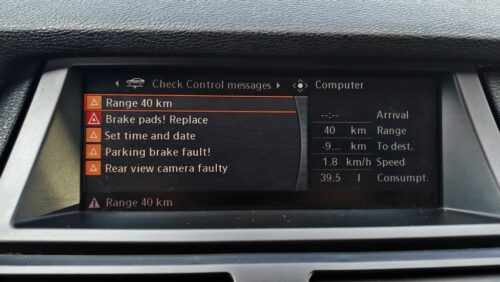 Check Control messages
Computer
Range 40 km
Brake pads! Replace
Set time and date
Parking brake fault!
Rear view camera faulty
--:-- Arrival
40 km Range
-9... km To dest.
1.8 km/h Speed
39.5 l Consumpt.
Range 40 km